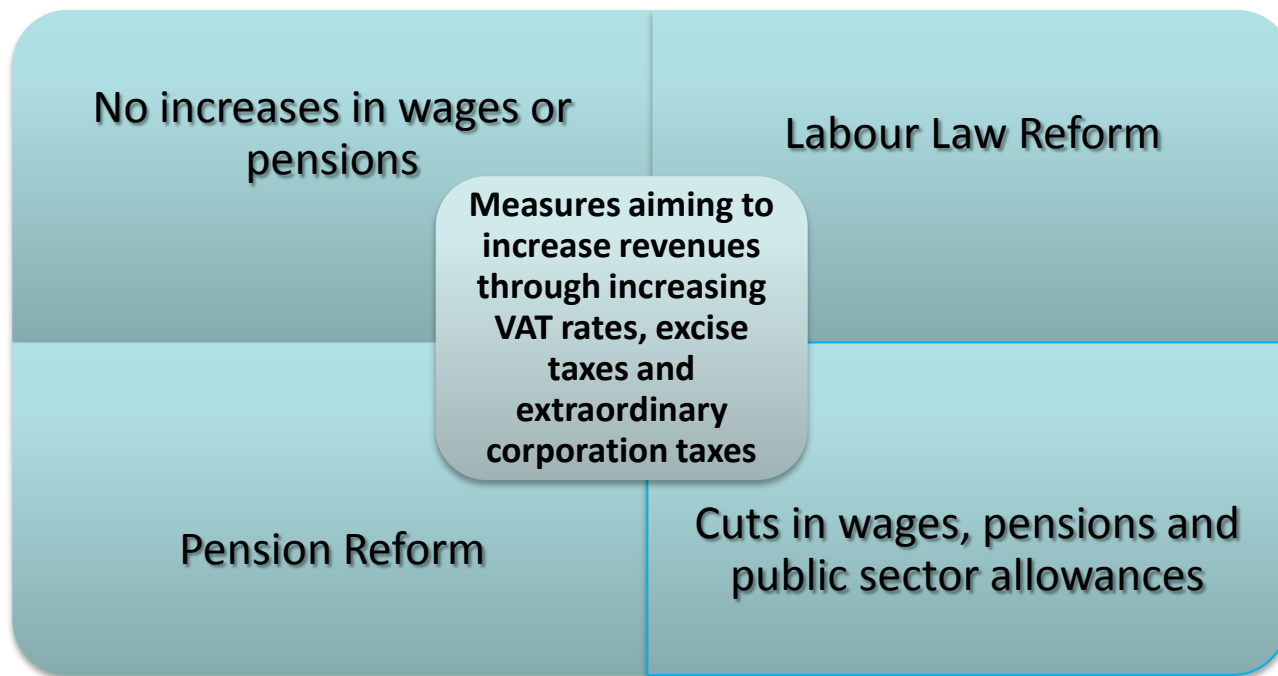 No increases in wages or
pensions
Labour Law Reform
Measures aiming to
increase revenues
through increasing
VAT rates, excise
taxes and
extraordinary
corporation taxes
Pension Reform
Cuts in wages, pensions and
public sector allowances